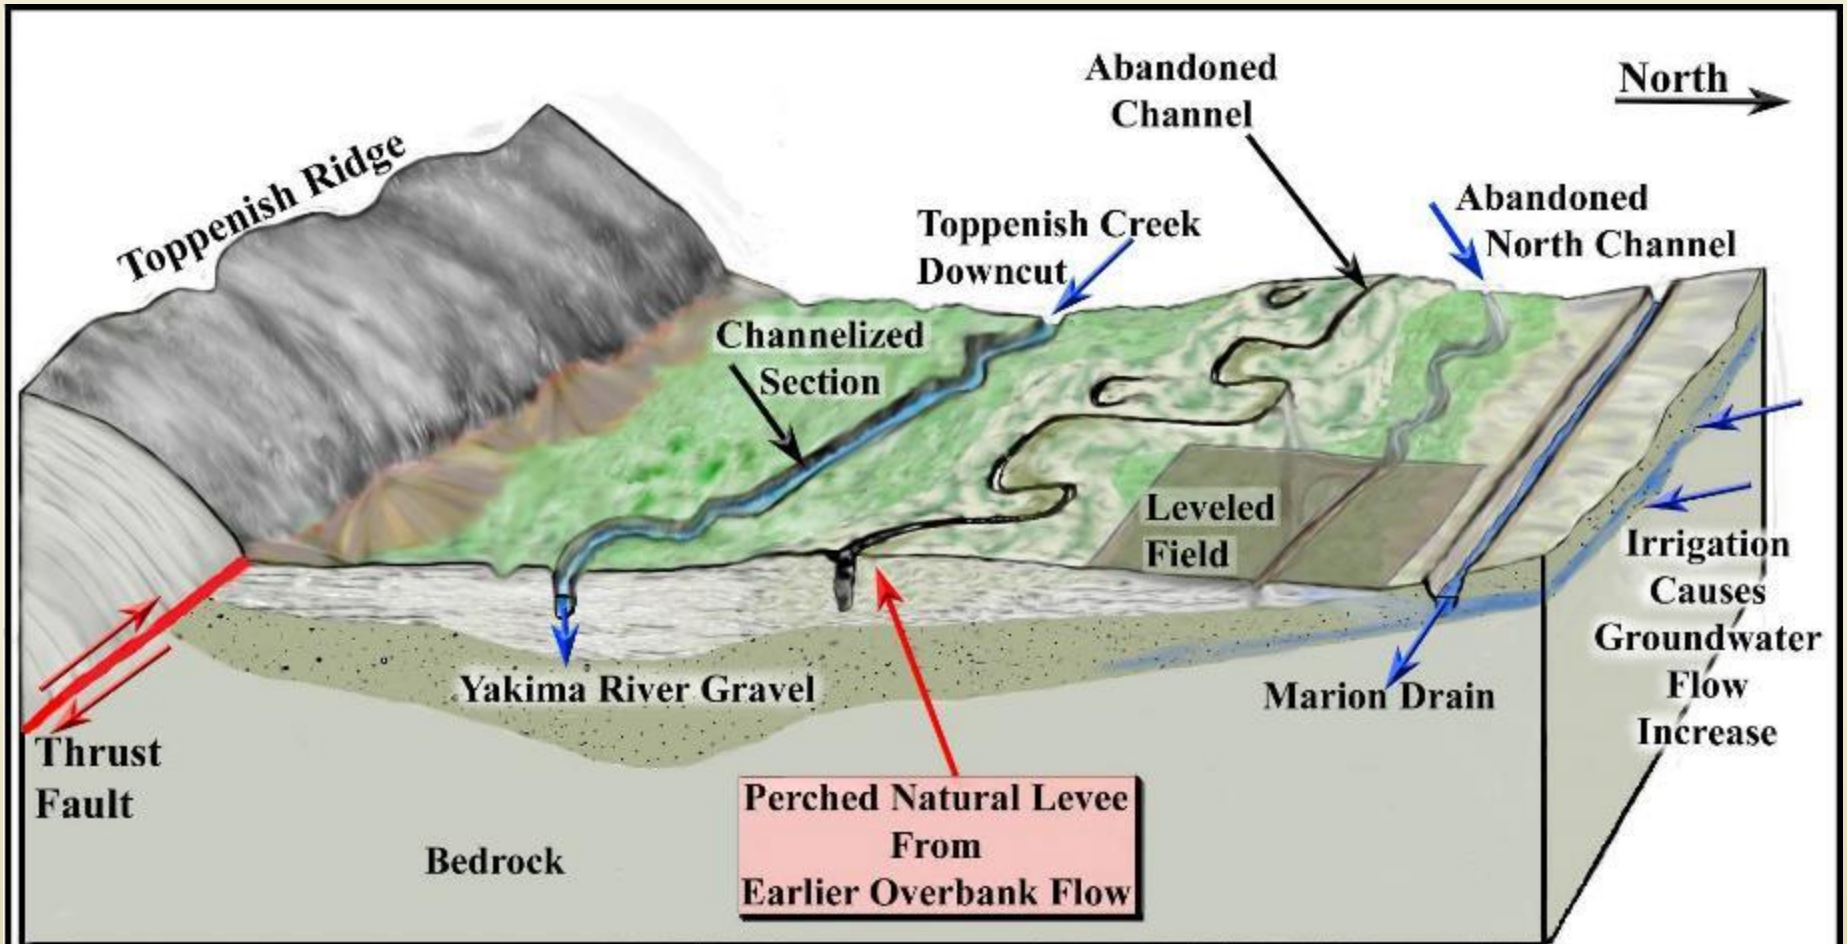 Abandoned
Channel
North
Toppenish Ridge
Toppenish Creek
Downcut
Abandoned
North Channel
Channelized
Section
Leveled
Field
Irrigation
Causes
Groundwater
Flow
Increase
Yakima River Gravel
Marion Drain
Thrust
Fault
Perched Natural Levee
From
Earlier Overbank Flow
Bedrock